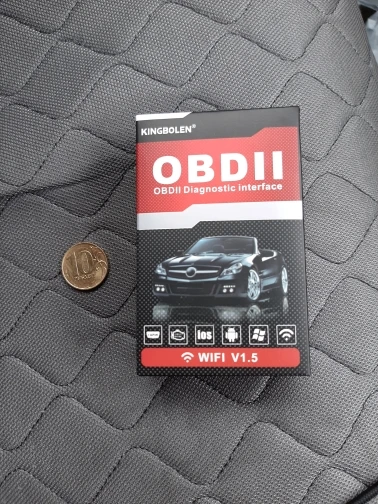 KINGBOLEN®
OBDII
OBDII Diagnostic interface
Ios
WIFI V1.5
10